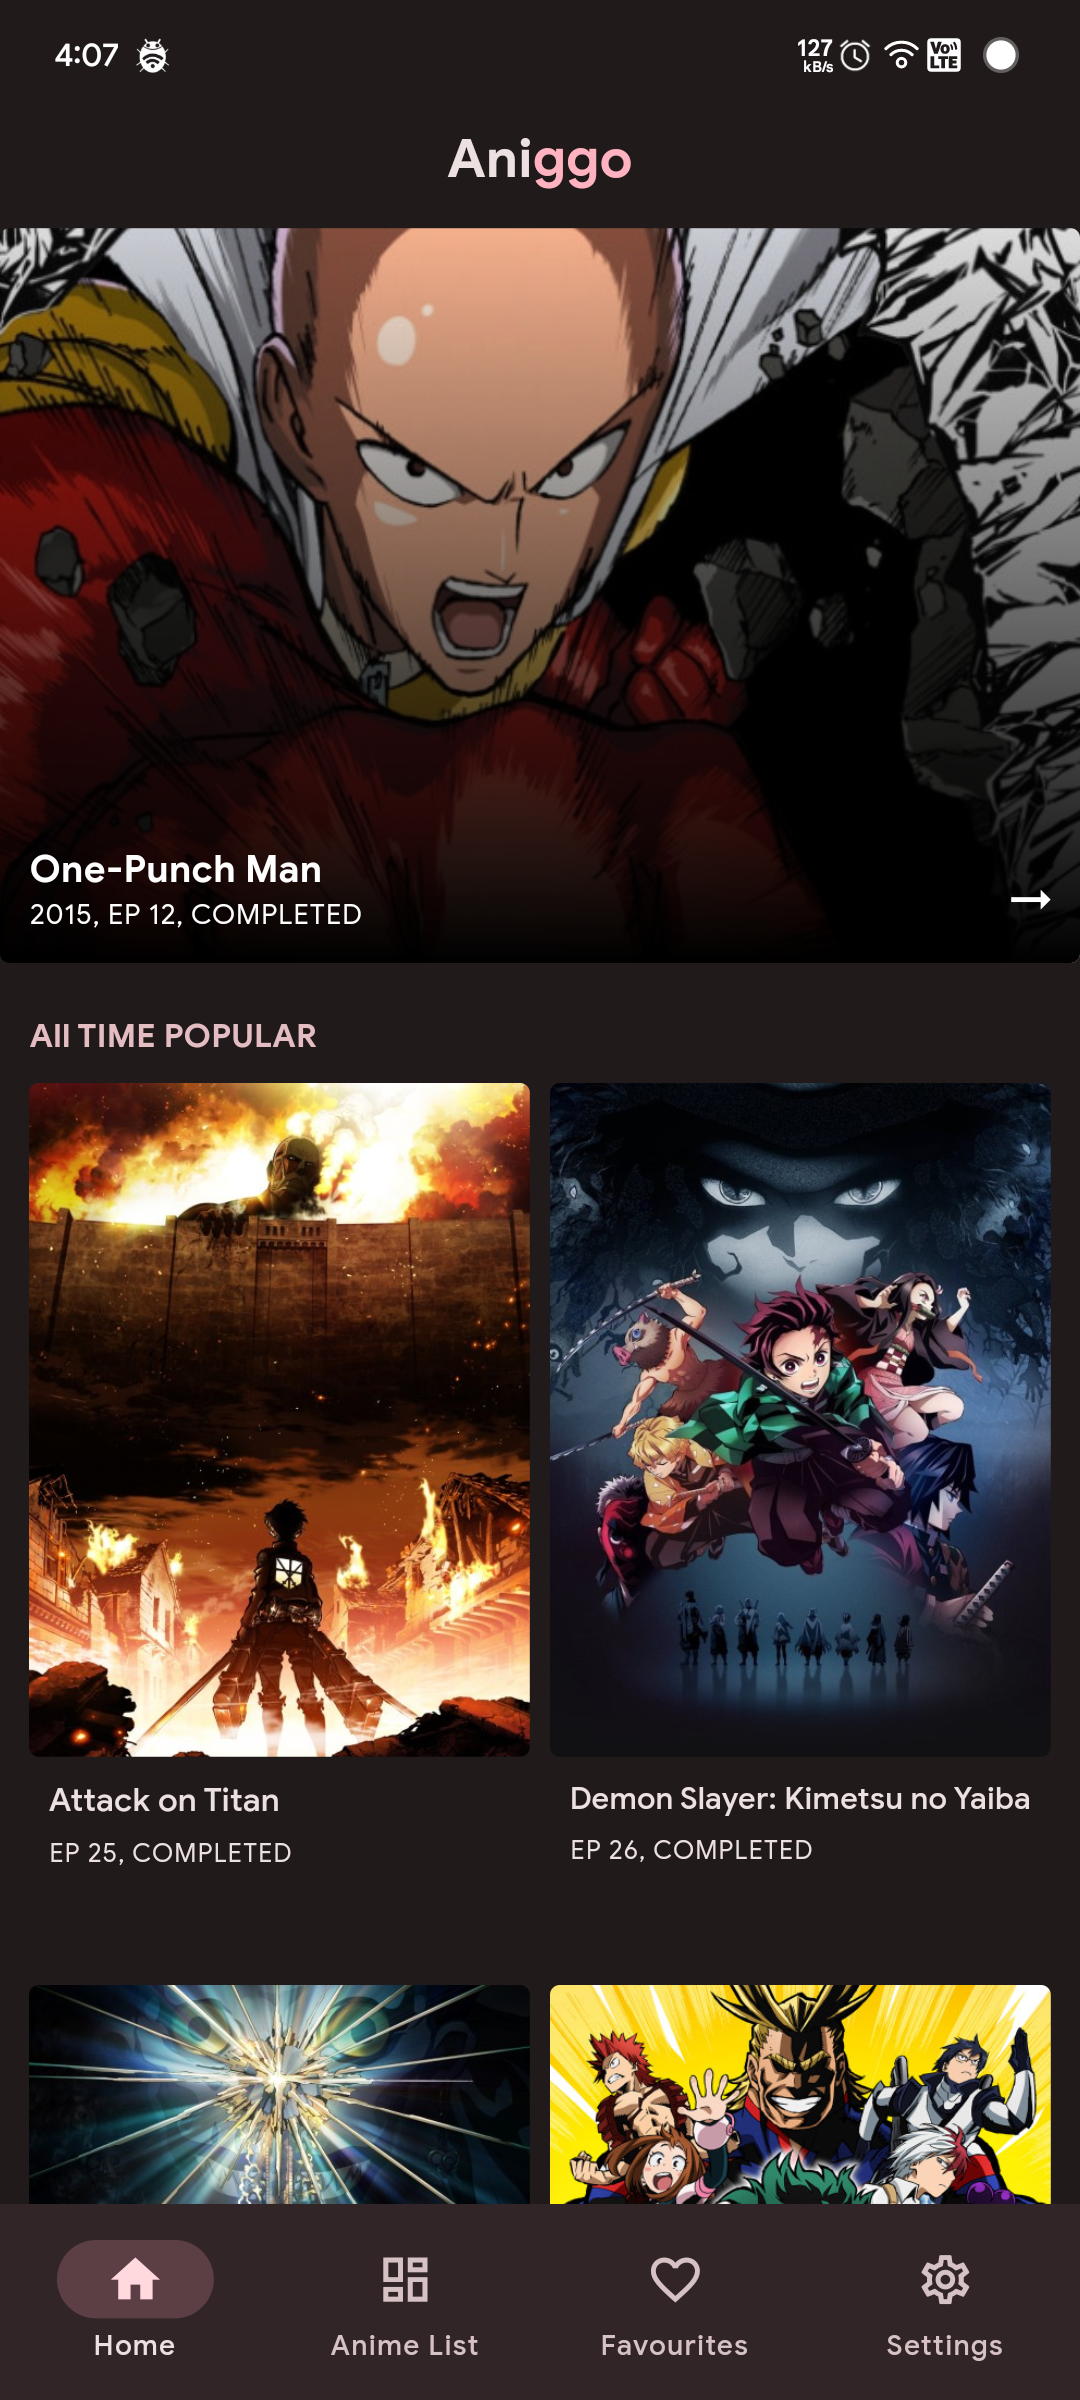 4:07
127
kB/s
Vo))
LTE
Aniggo
One-Punch Man
2015, EP 12, COMPLETED
All TIME POPULAR
Attack on Titan
EP 25, COMPLETED
Demon Slayer: Kimetsu no Yaiba
EP 26, COMPLETED
Home
Anime List
Favourites
Settings